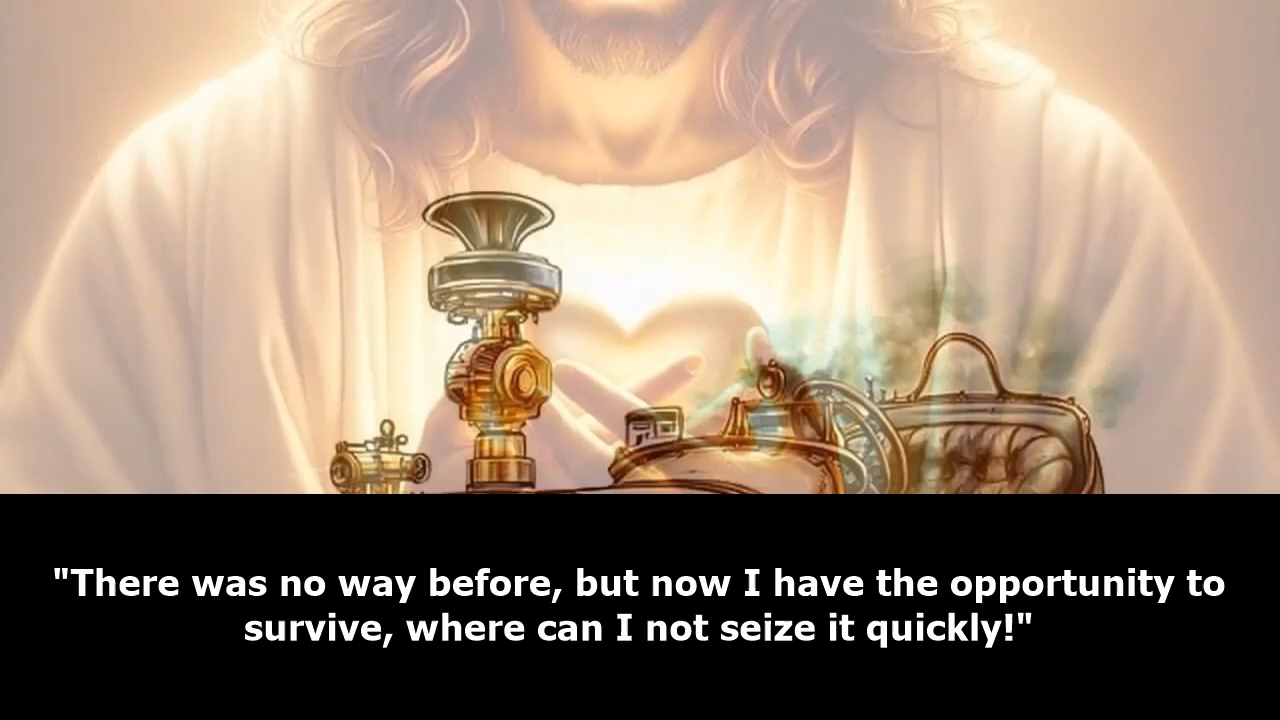 "There was no way before, but now I have the opportunity to
survive, where can I not seize it quickly!"